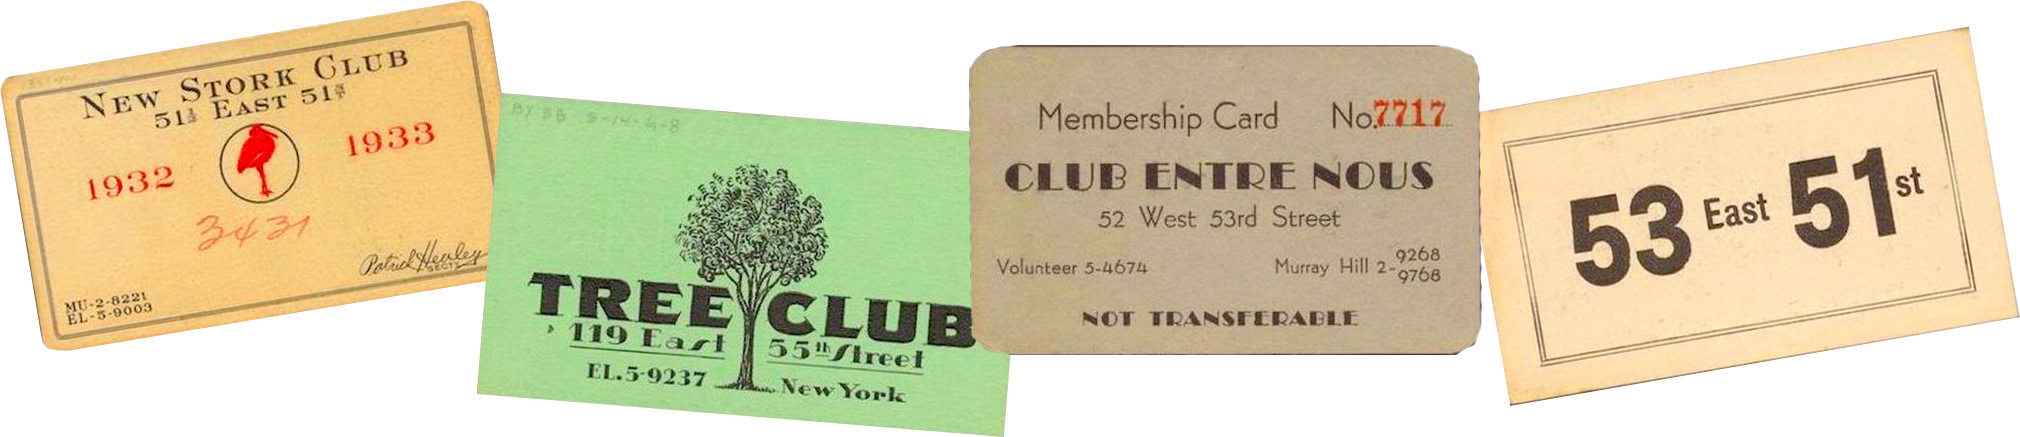 NEW STORK CLUB
51½ EAST 51ST
1932
1933
3431
Patrick Healey
SECTY
MU-2-8221
EL-5-9003
TREE CLUB
119 East 55th Street
EL.5-9237
New York
Membership Card No.7717
CLUB ENTRE NOUS
52 West 53rd Street
Volunteer 5-4674
Murray Hill 2-9268
9768
NOT TRANSFERABLE
53 East 51st